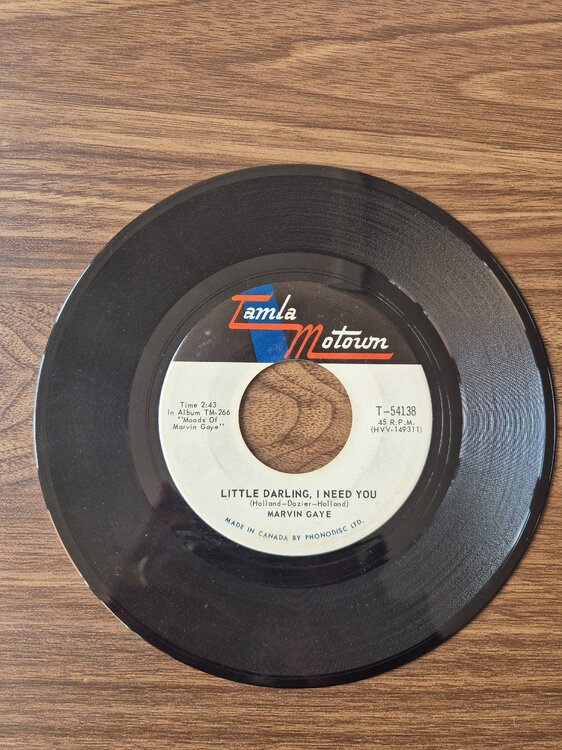 Tamla
Motown
Time 2:43
In Album TM-266
"Moods Of
Marvin Gaye"
T-54138
45 R.P.M.
(HVV-149311)
LITTLE DARLING, I NEED YOU
(Holland-Dozier-Holland)
MARVIN GAYE
MADE IN CANADA BY PHONODISC LTD.